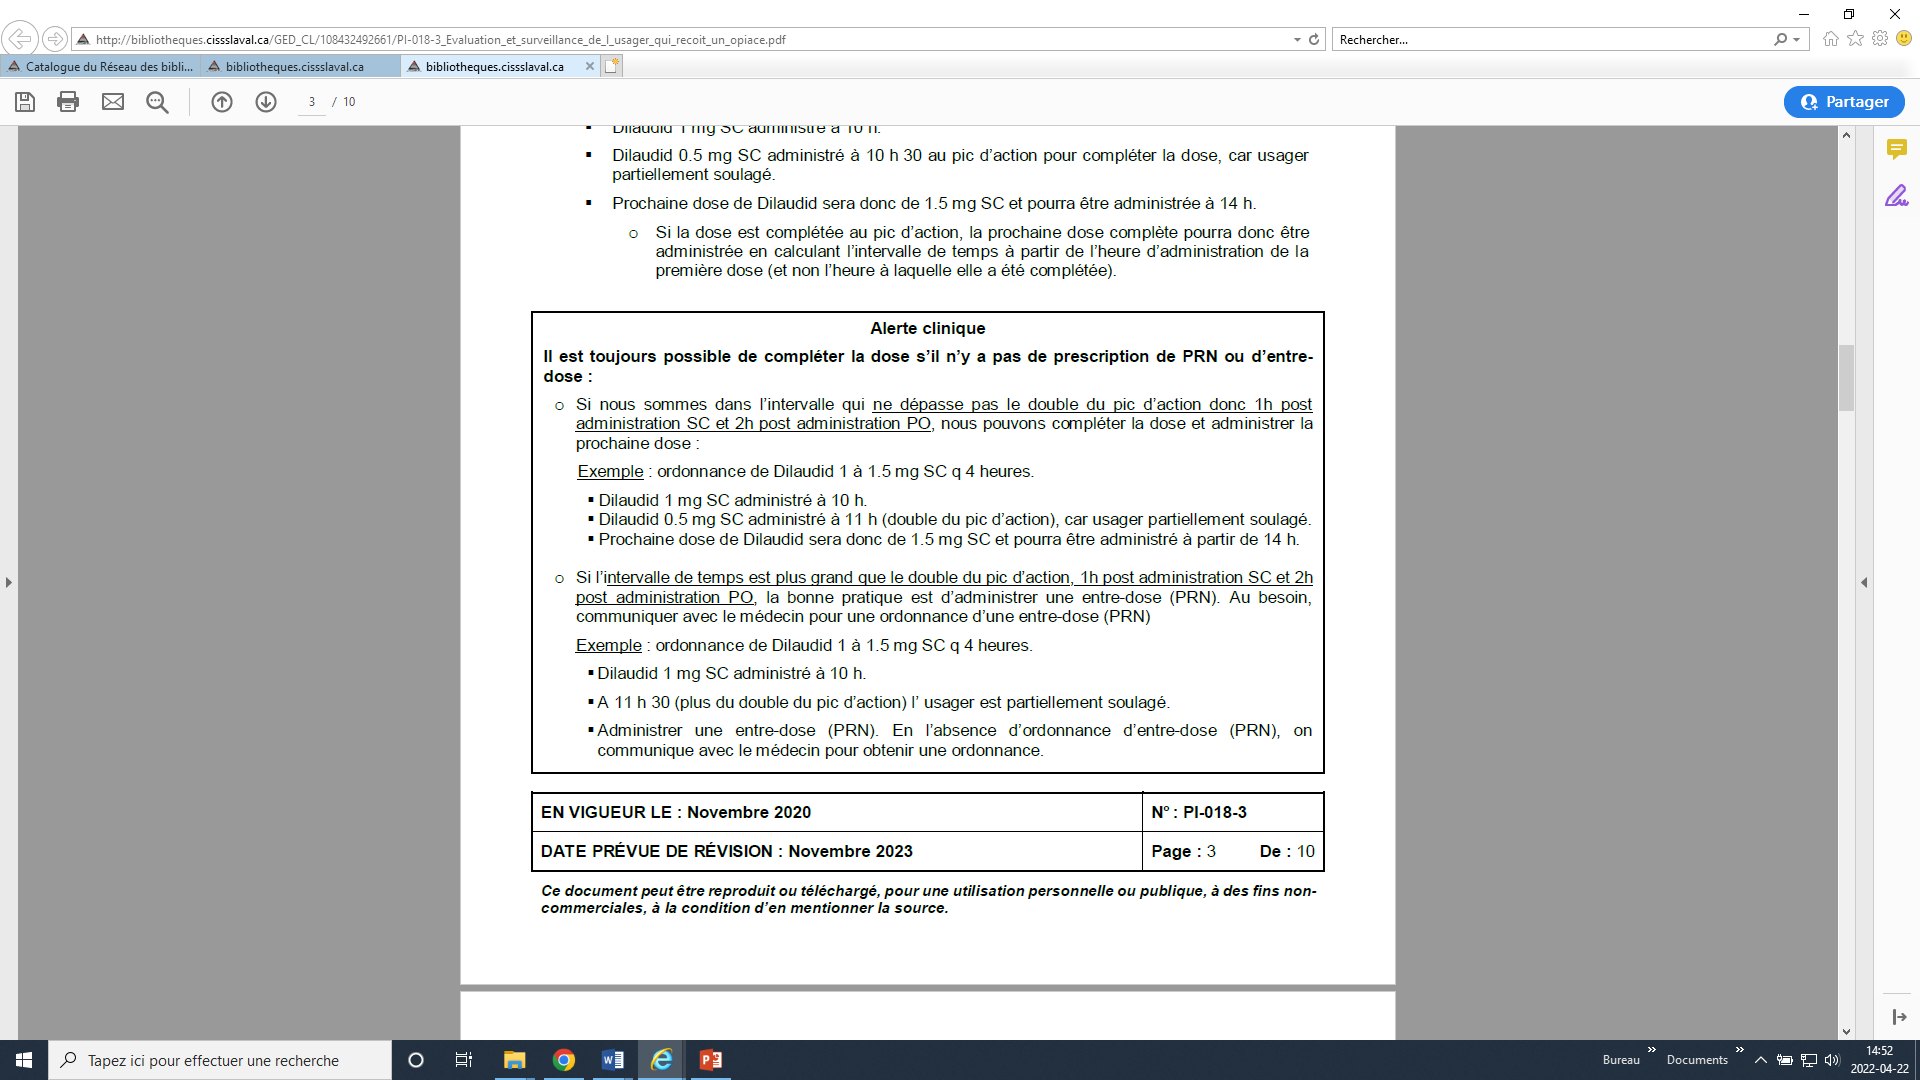 http://bibliotheques.cissslaval.ca/GED_CL/108432492661/PI-018-3_Evaluation_et_surveillance_de_l_usager_qui_recoit_un_opiace.pdf
Rechercher...
Catalogue du Réseau des bibli...
bibliotheques.cissslaval.ca
bibliotheques.cissslaval.ca
3 / 10
Partager
▪ Dilaudid 1 mg SC administré à 10 h.
▪ Dilaudid 0.5 mg SC administré à 10 h 30 au pic d’action pour compléter la dose, car usager
partiellement soulagé.
▪ Prochaine dose de Dilaudid sera donc de 1.5 mg SC et pourra être administrée à 14 h.
o Si la dose est complétée au pic d’action, la prochaine dose complète pourra donc être
administrée en calculant l’intervalle de temps à partir de l’heure d’administration de la
première dose (et non l’heure à laquelle elle a été complétée).
Alerte clinique
Il est toujours possible de compléter la dose s’il n’y a pas de prescription de PRN ou d’entre-
dose :
o Si nous sommes dans l’intervalle qui ne dépasse pas le double du pic d’action donc 1h post
administration SC et 2h post administration PO, nous pouvons compléter la dose et administrer la
prochaine dose :
Exemple : ordonnance de Dilaudid 1 à 1.5 mg SC q 4 heures.
▪ Dilaudid 1 mg SC administré à 10 h.
▪ Dilaudid 0.5 mg SC administré à 11 h (double du pic d’action), car usager partiellement soulagé.
▪ Prochaine dose de Dilaudid sera donc de 1.5 mg SC et pourra être administré à partir de 14 h.
o Si l’intervalle de temps est plus grand que le double du pic d’action, 1h post administration SC et 2h
post administration PO, la bonne pratique est d’administrer une entre-dose (PRN). Au besoin,
communiquer avec le médecin pour une ordonnance d’une entre-dose (PRN)
Exemple : ordonnance de Dilaudid 1 à 1.5 mg SC q 4 heures.
▪ Dilaudid 1 mg SC administré à 10 h.
▪ A 11 h 30 (plus du double du pic d’action) l’ usager est partiellement soulagé.
▪ Administrer une entre-dose (PRN). En l’absence d’ordonnance d’entre-dose (PRN), on
communique avec le médecin pour obtenir une ordonnance.
EN VIGUEUR LE : Novembre 2020
N° : PI-018-3
DATE PRÉVUE DE RÉVISION : Novembre 2023
Page : 3 De : 10
Ce document peut être reproduit ou téléchargé, pour une utilisation personnelle ou publique, à des fins non-
commerciales, à la condition d’en mentionner la source.
Tapez ici pour effectuer une recherche
Bureau » Documents »
14:52
2022-04-22